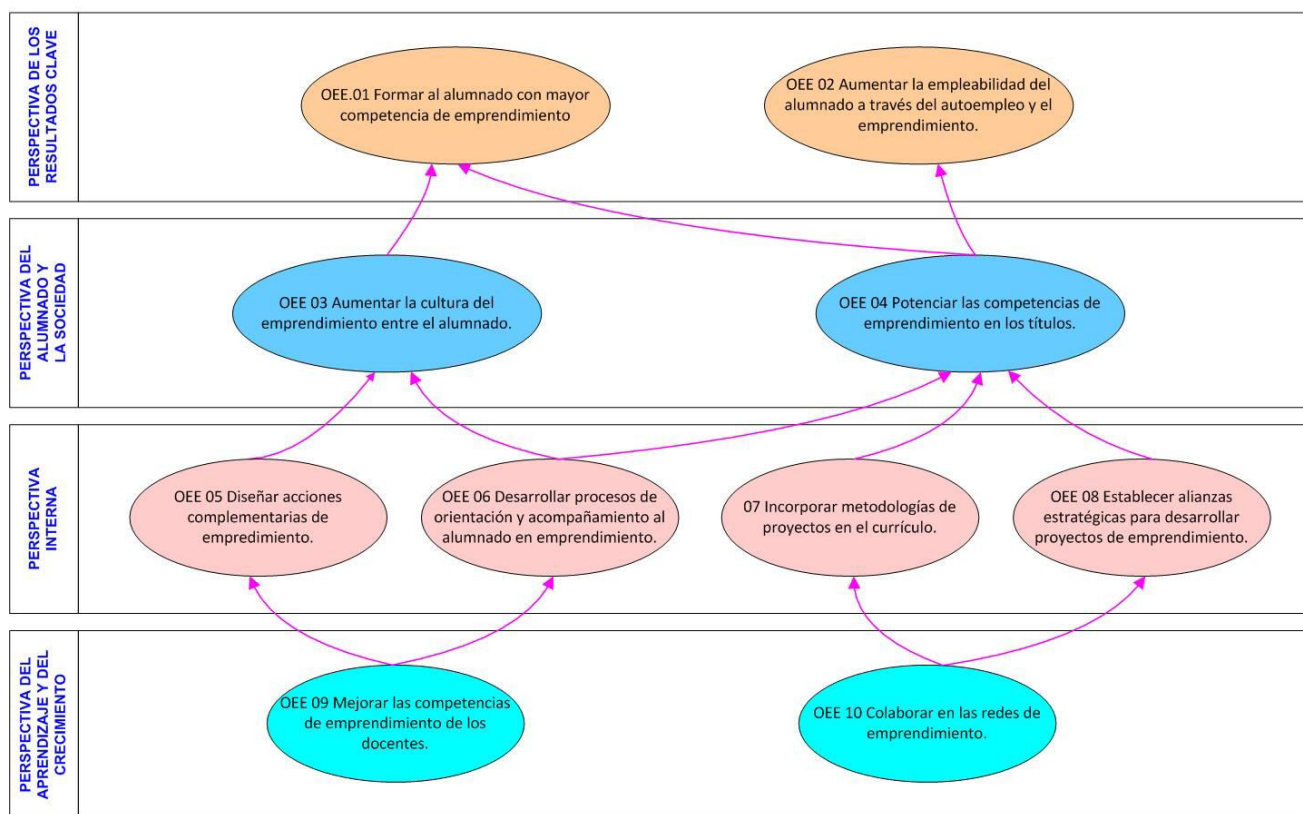 PERSPECTIVA DE LOS
RESULTADOS CLAVE
OEE.01 Formar al alumnado con mayor
competencia de emprendimiento
OEE 02 Aumentar la empleabilidad del
alumnado a través del autoempleo y el
emprendimiento.
PERSPECTIVA DEL
ALUMNADO Y
LA SOCIEDAD
OEE 03 Aumentar la cultura del
emprendimiento entre el alumnado.
OEE 04 Potenciar las competencias de
emprendimiento en los títulos.
PERSPECTIVA
INTERNA
OEE 05 Diseñar acciones
complementarias de
empredimiento.
OEE 06 Desarrollar procesos de
orientación y acompañamiento al
alumnado en emprendimiento.
07 Incorporar metodologías de
proyectos en el currículo.
OEE 08 Establecer alianzas
estratégicas para desarrollar
proyectos de emprendimiento.
PERSPECTIVA DEL
APRENDIZAJE Y DEL
CRECIMIENTO
OEE 09 Mejorar las competencias
de emprendimiento de los
docentes.
OEE 10 Colaborar en las redes de
emprendimiento.